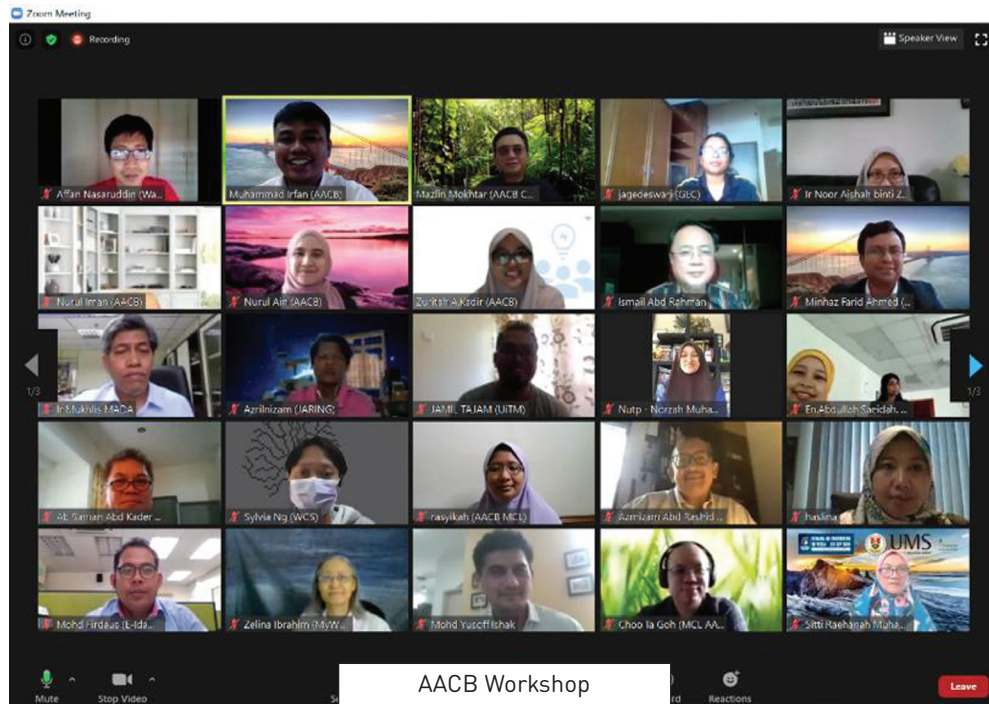 Zoom Meeting
Recording
Speaker View
Affan Nasaruddin (Wa...
Muhammad Irfan (AACB)
Mazlin Mokhtar (AACB C...
jagedeswari (GEC)
Ir Noor Aishah binti Z...
Nurul Iman (AACB)
Nurul Ain (AACB)
Zuritah A.Kadir (AACB)
Ismail Abd Rahman
Minhaz Farid Ahmed (...
1/3
Ir Mukhlis MADA
Azrilnizam (JARING)
JAMIL TAJAM (UiTM)
Nutp - Norzah Muha...
En.Abdullah Saeidah, ...
1/3
Ab Saman Abd Kader ...
Sylvia Ng (WCS)
rasyikah (AACB MCL)
Azmizam Abd Rashid ...
haslina
UMS
Mohd Firdaus (E-Ida...
Zelina Ibrahim (MyW...
Mohd Yusoff Ishak
Choo Ta Goh (MCL AA...
Sitti Raehanah Muha...
Mute
Stop Video
AACB Workshop
rd
Reactions
Leave